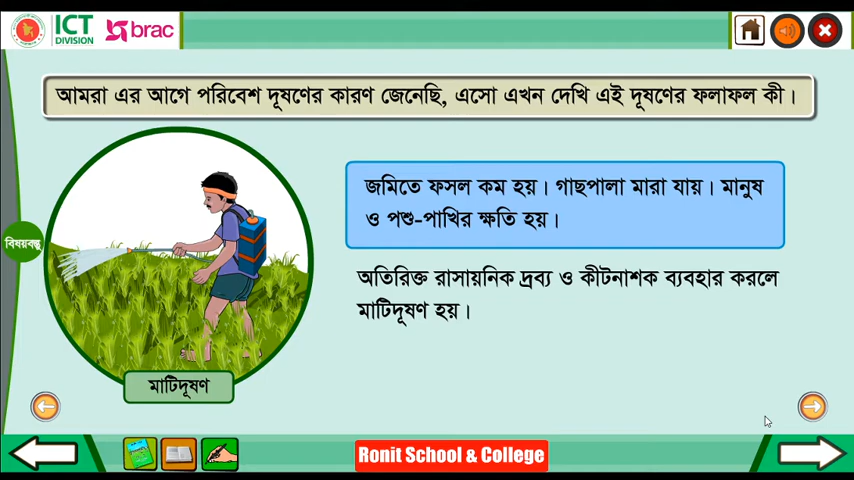 ICT
DIVISION
brac
আমরা এর আগে পরিবেশ দূষণের কারণ জেনেছি, এসো এখন দেখি এই দূষণের ফলাফল কী।
জমিতে ফসল কম হয়। গাছপালা মারা যায়। মানুষ
ও পশু-পাখির ক্ষতি হয়।
বিষয়বস্তু
অতিরিক্ত রাসায়নিক দ্রব্য ও কীটনাশক ব্যবহার করলে
মাটিদূষণ হয়।
মাটিদূষণ
Ronit School & College